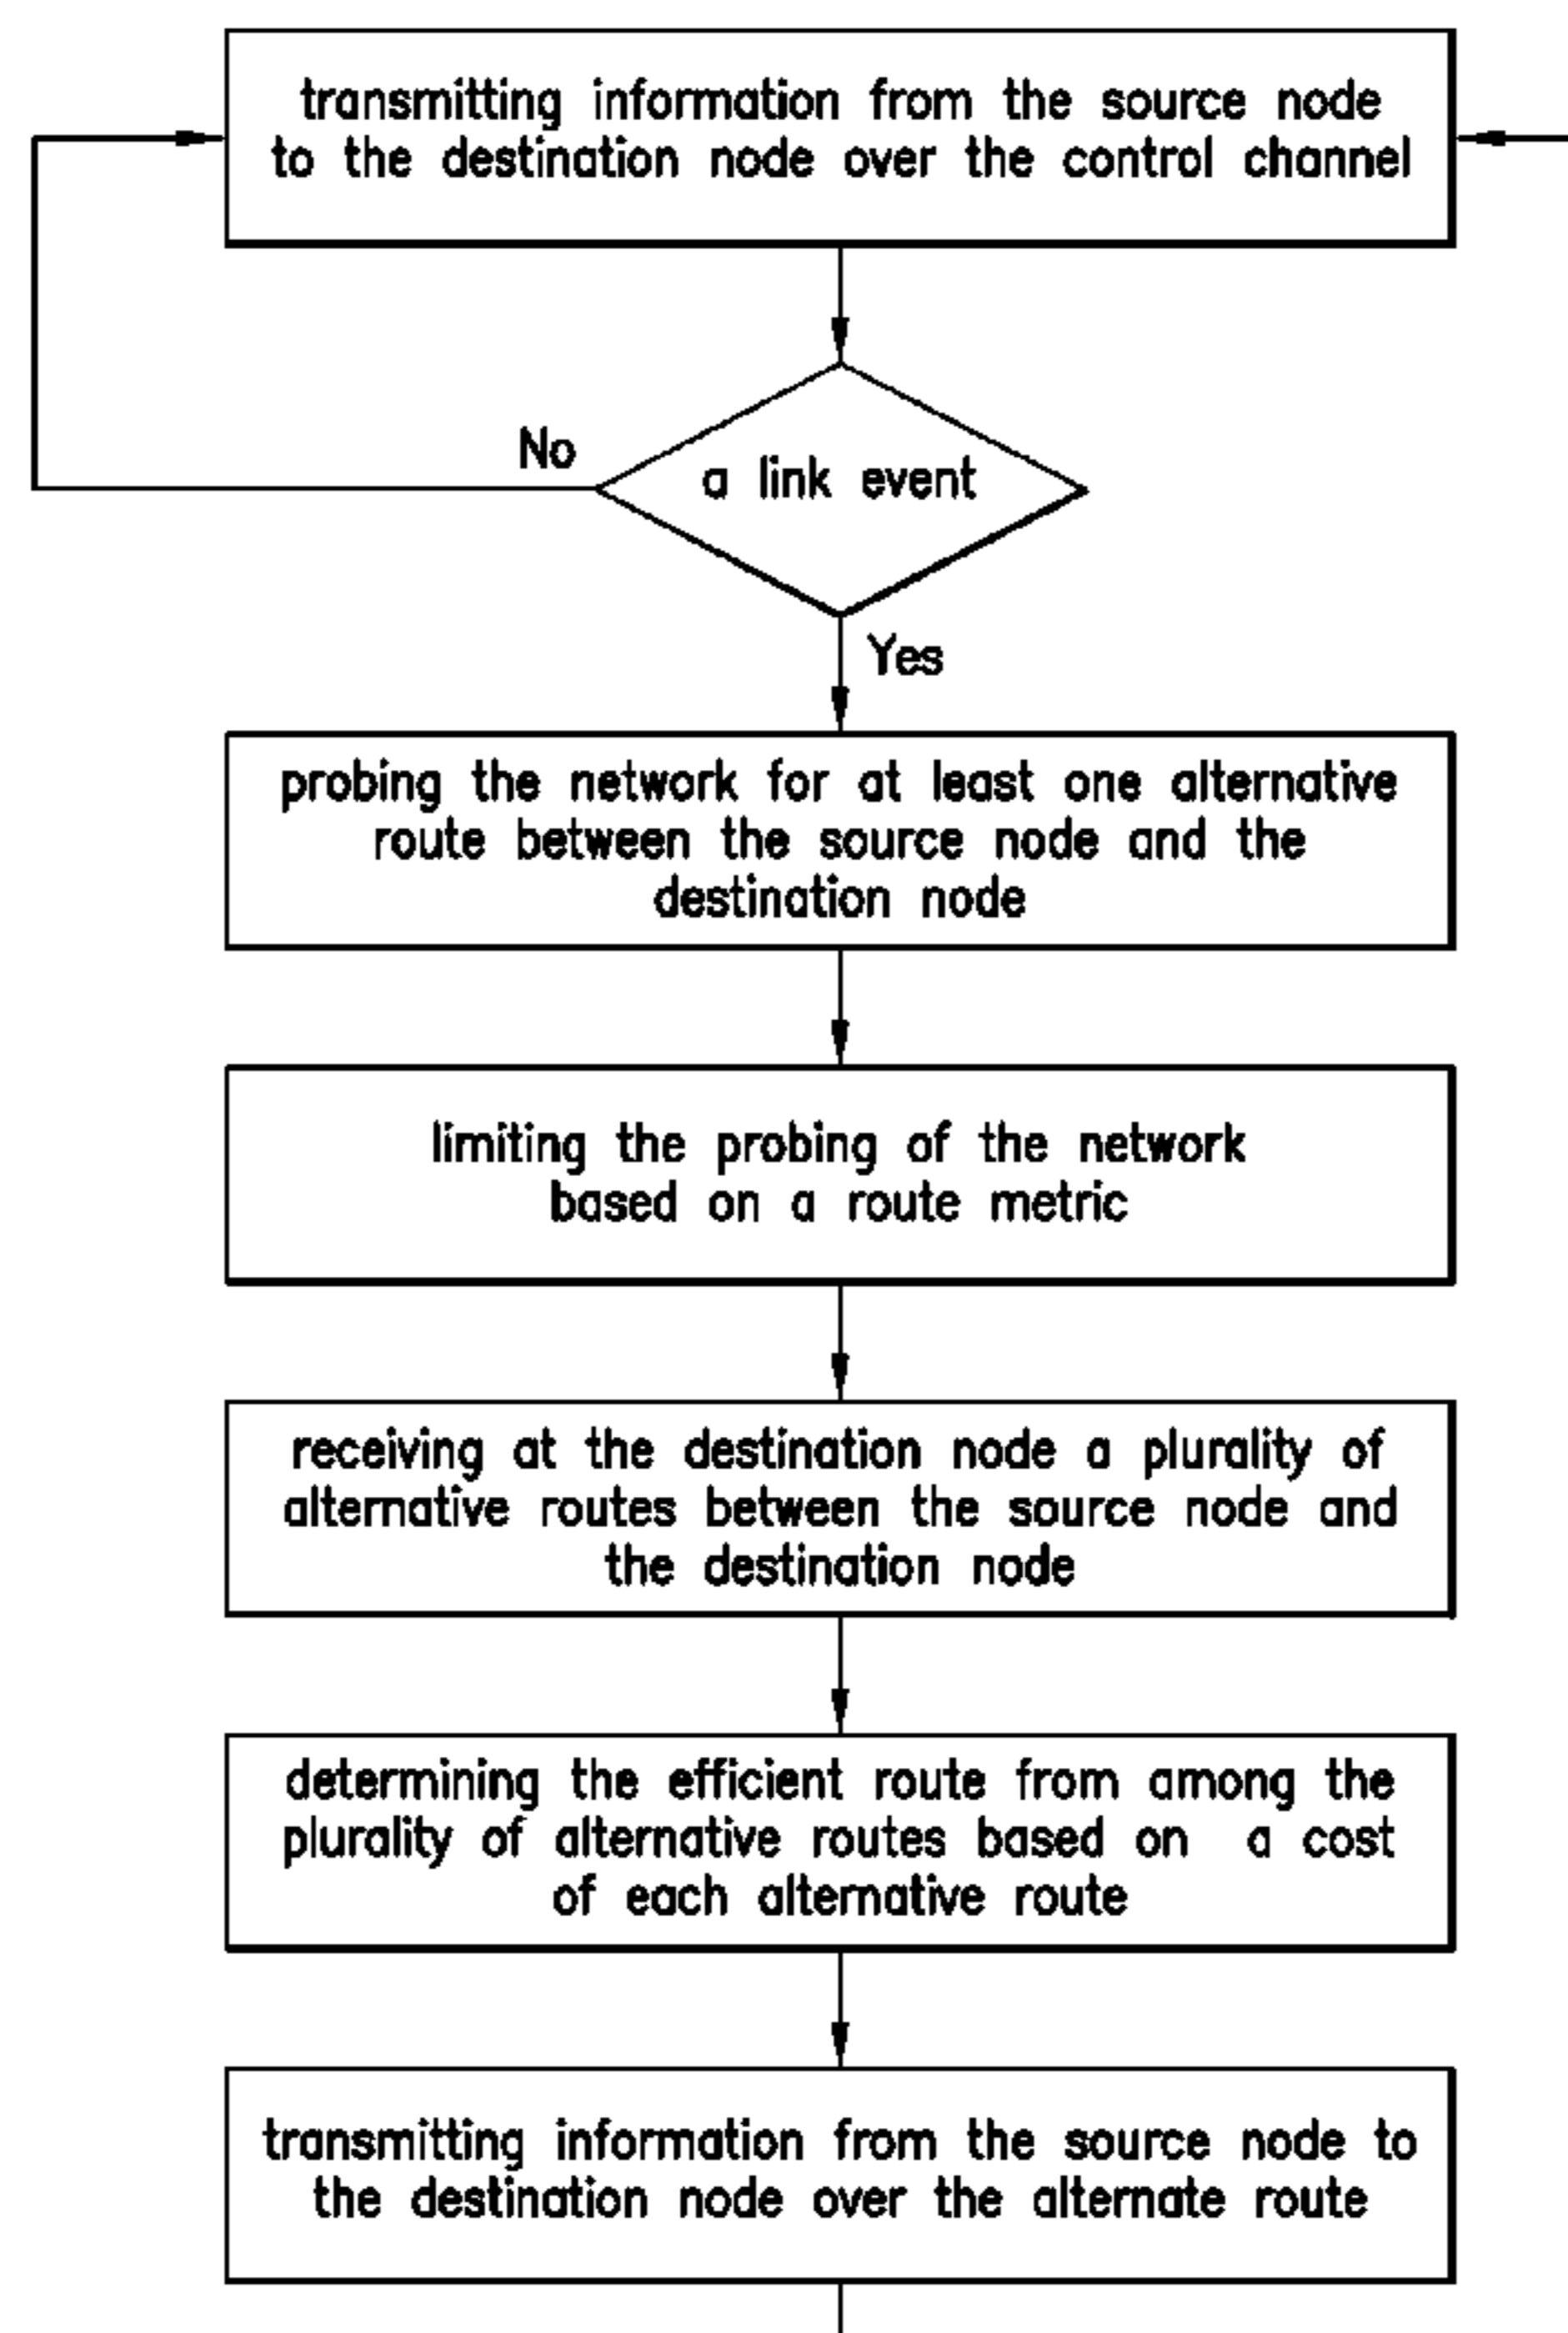 transmitting information from the source node
to the destination node over the control channel
No
a link event
Yes
probing the network for at least one alternative
route between the source node and the
destination node
limiting the probing of the network
based on a route metric
receiving at the destination node a plurality of
alternative routes between the source node and
the destination node
determining the efficient route from among the
plurality of alternative routes based on a cost
of each alternative route
transmitting information from the source node to
the destination node over the alternate route